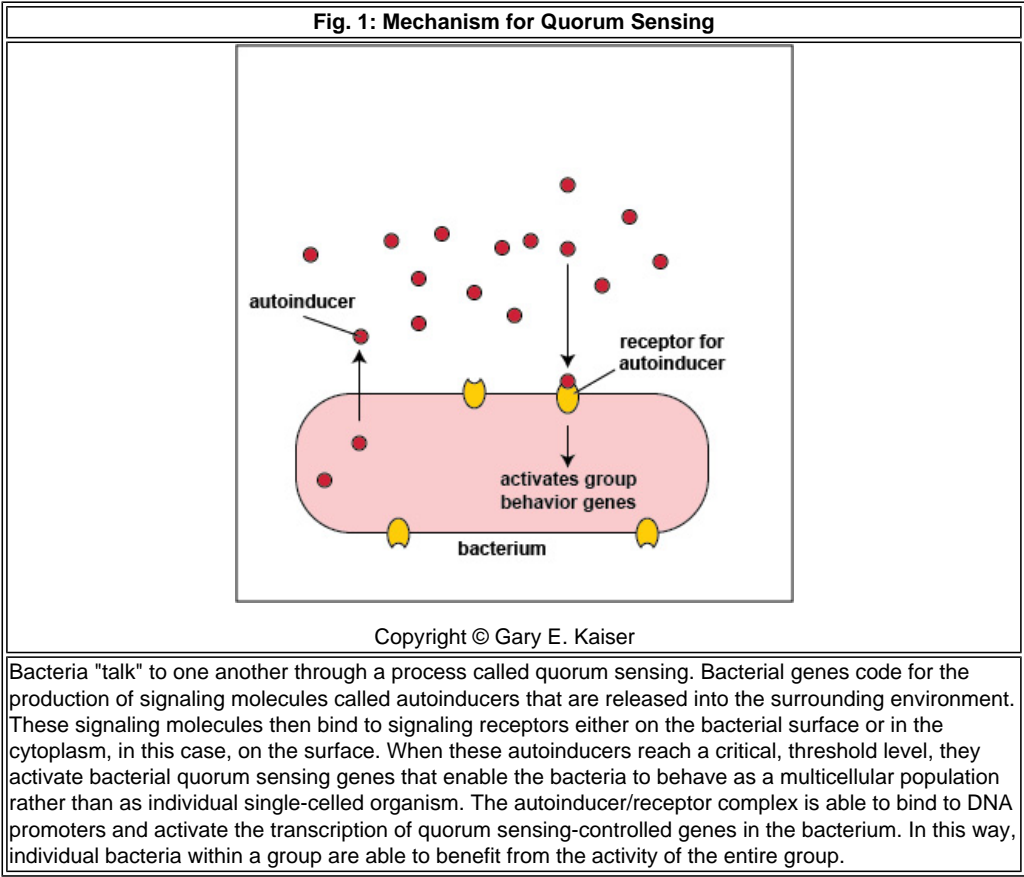 Fig. 1: Mechanism for Quorum Sensing
autoinducer
receptor for
autoinducer
activates group
behavior genes
bacterium
Copyright © Gary E. Kaiser
Bacteria "talk" to one another through a process called quorum sensing. Bacterial genes code for the
production of signaling molecules called autoinducers that are released into the surrounding environment.
These signaling molecules then bind to signaling receptors either on the bacterial surface or in the
cytoplasm, in this case, on the surface. When these autoinducers reach a critical, threshold level, they
activate bacterial quorum sensing genes that enable the bacteria to behave as a multicellular population
rather than as individual single-celled organism. The autoinducer/receptor complex is able to bind to DNA
promoters and activate the transcription of quorum sensing-controlled genes in the bacterium. In this way,
individual bacteria within a group are able to benefit from the activity of the entire group.